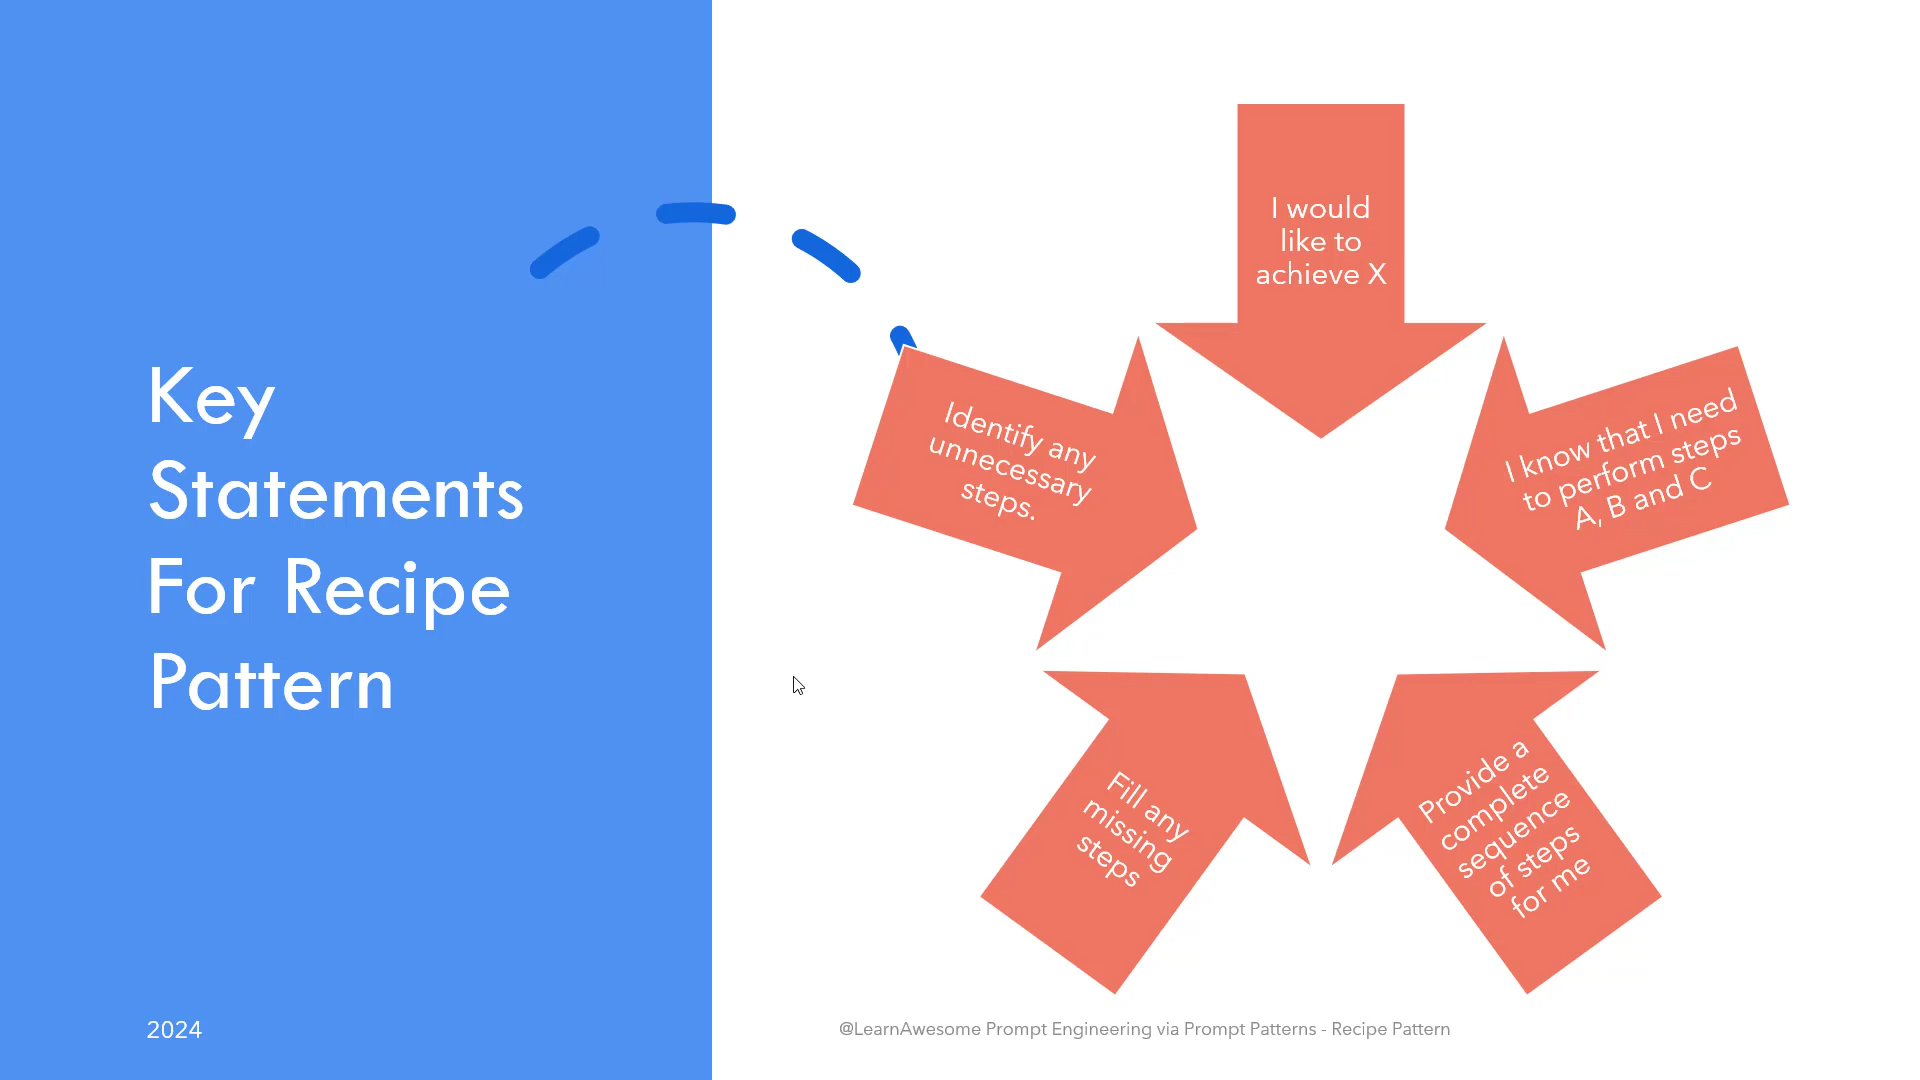 Key
Statements
For Recipe
Pattern
2024
I would
like to
achieve X
I know that I need
to perform steps
A, B and C
Provide a
complete
sequence
of steps
for me
Fill any
missing
steps
Identify any
unnecessary
steps.
@LearnAwesome Prompt Engineering via Prompt Patterns - Recipe Pattern